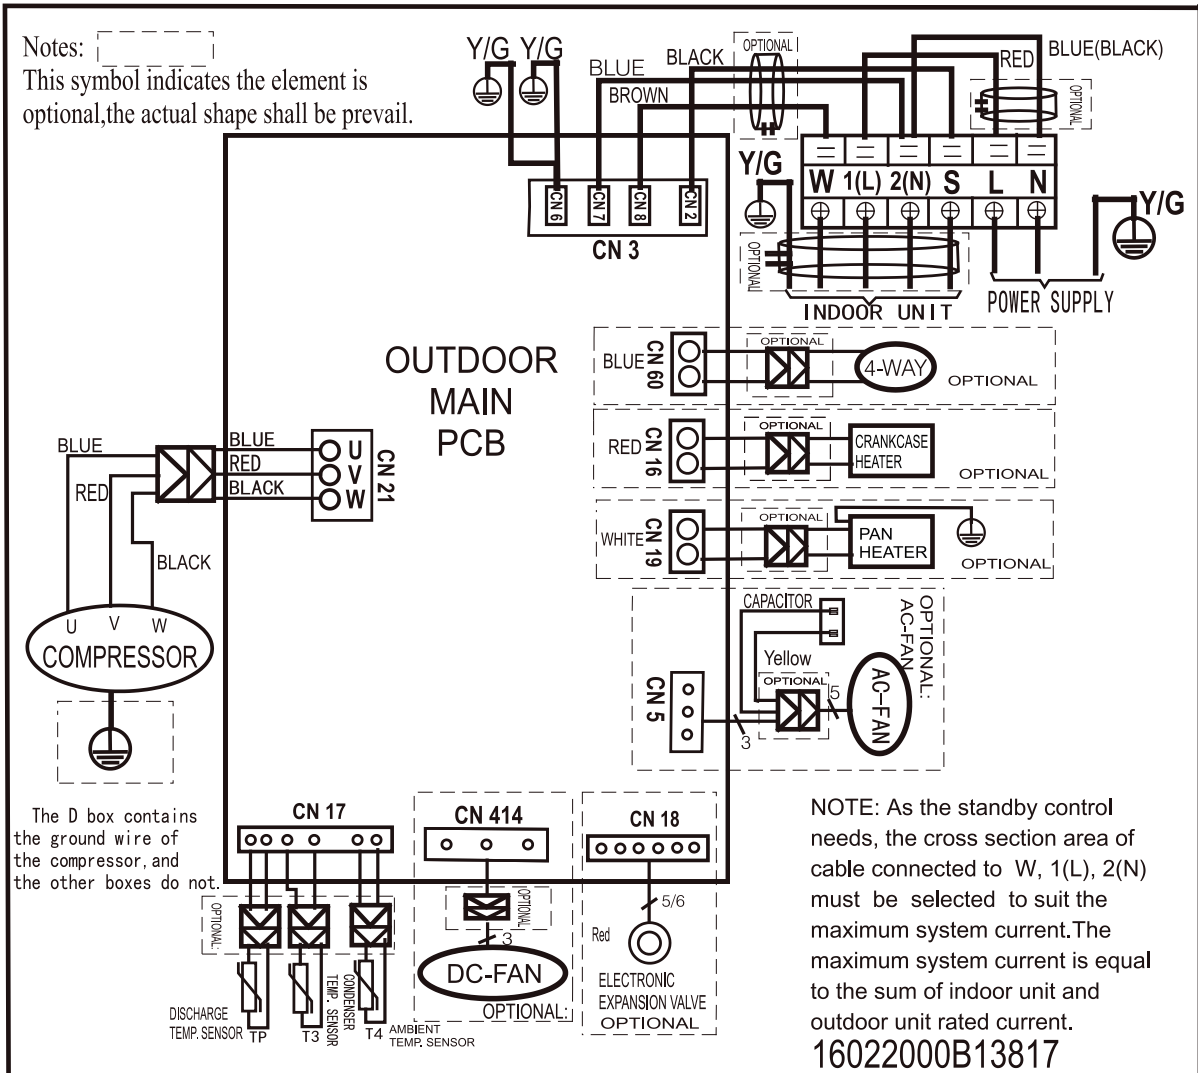 Notes:
This symbol indicates the element is
optional,the actual shape shall be prevail.
Y/G Y/G
BLUE
BLACK
BROWN
OPTIONAL
RED
BLUE(BLACK)
OPTIONAL
Y/G
W 1(L) 2(N) S L N
Y/G
OPTIONAL
INDOOR UNIT
POWER SUPPLY
CN 6
CN 7
CN 8
CN 2
CN 3
OUTDOOR
MAIN
PCB
BLUE
CN 60
OPTIONAL
4-WAY
OPTIONAL
RED
CN 16
OPTIONAL
CRANKCASE
HEATER
OPTIONAL
WHITE
CN 19
OPTIONAL
PAN
HEATER
OPTIONAL
BLUE
RED
BLACK
BLUE
RED
BLACK
U
V
W
CN 21
U V W
COMPRESSOR
CAPACITOR
OPTIONAL:
AC-FAN
Yellow
OPTIONAL
CN 5
3
5
AC-FAN
The D box contains
the ground wire of
the compressor,and
the other boxes do not.
CN 17
OPTIONAL:
DISCHARGE
TEMP. SENSOR
TP
T3
CONDENSER
TEMP. SENSOR
T4
AMBIENT
TEMP. SENSOR
CN 414
OPTIONAL
3
DC-FAN
OPTIONAL:
CN 18
5/6
Red
ELECTRONIC
EXPANSION VALVE
OPTIONAL
NOTE: As the standby control
needs, the cross section area of
cable connected to W, 1(L), 2(N)
must be selected to suit the
maximum system current.The
maximum system current is equal
to the sum of indoor unit and
outdoor unit rated current.
16022000B13817